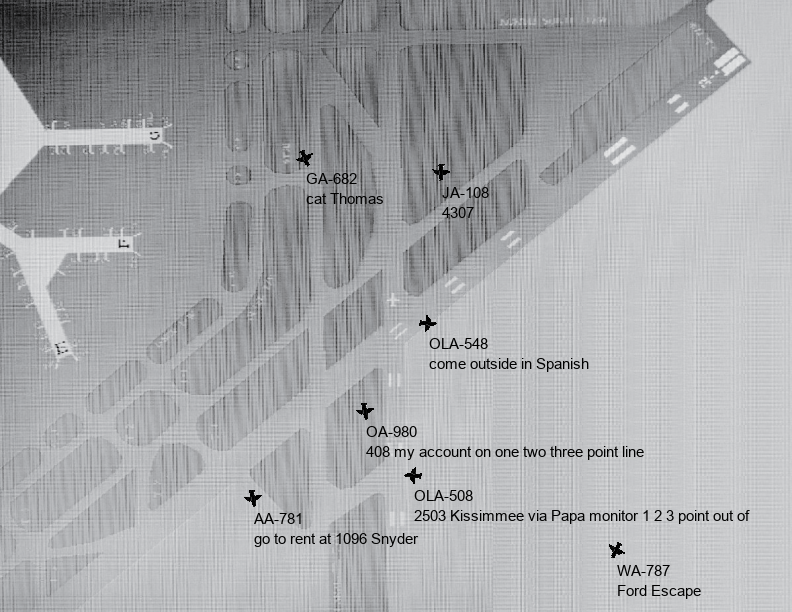 G
GA-682
cat Thomas
JA-108
4307
F
OLA-548
come outside in Spanish
OA-980
408 my account on one two three point line
OLA-508
2503 Kissimmee via Papa monitor 1 2 3 point out of
AA-781
go to rent at 1096 Snyder
WA-787
Ford Escape